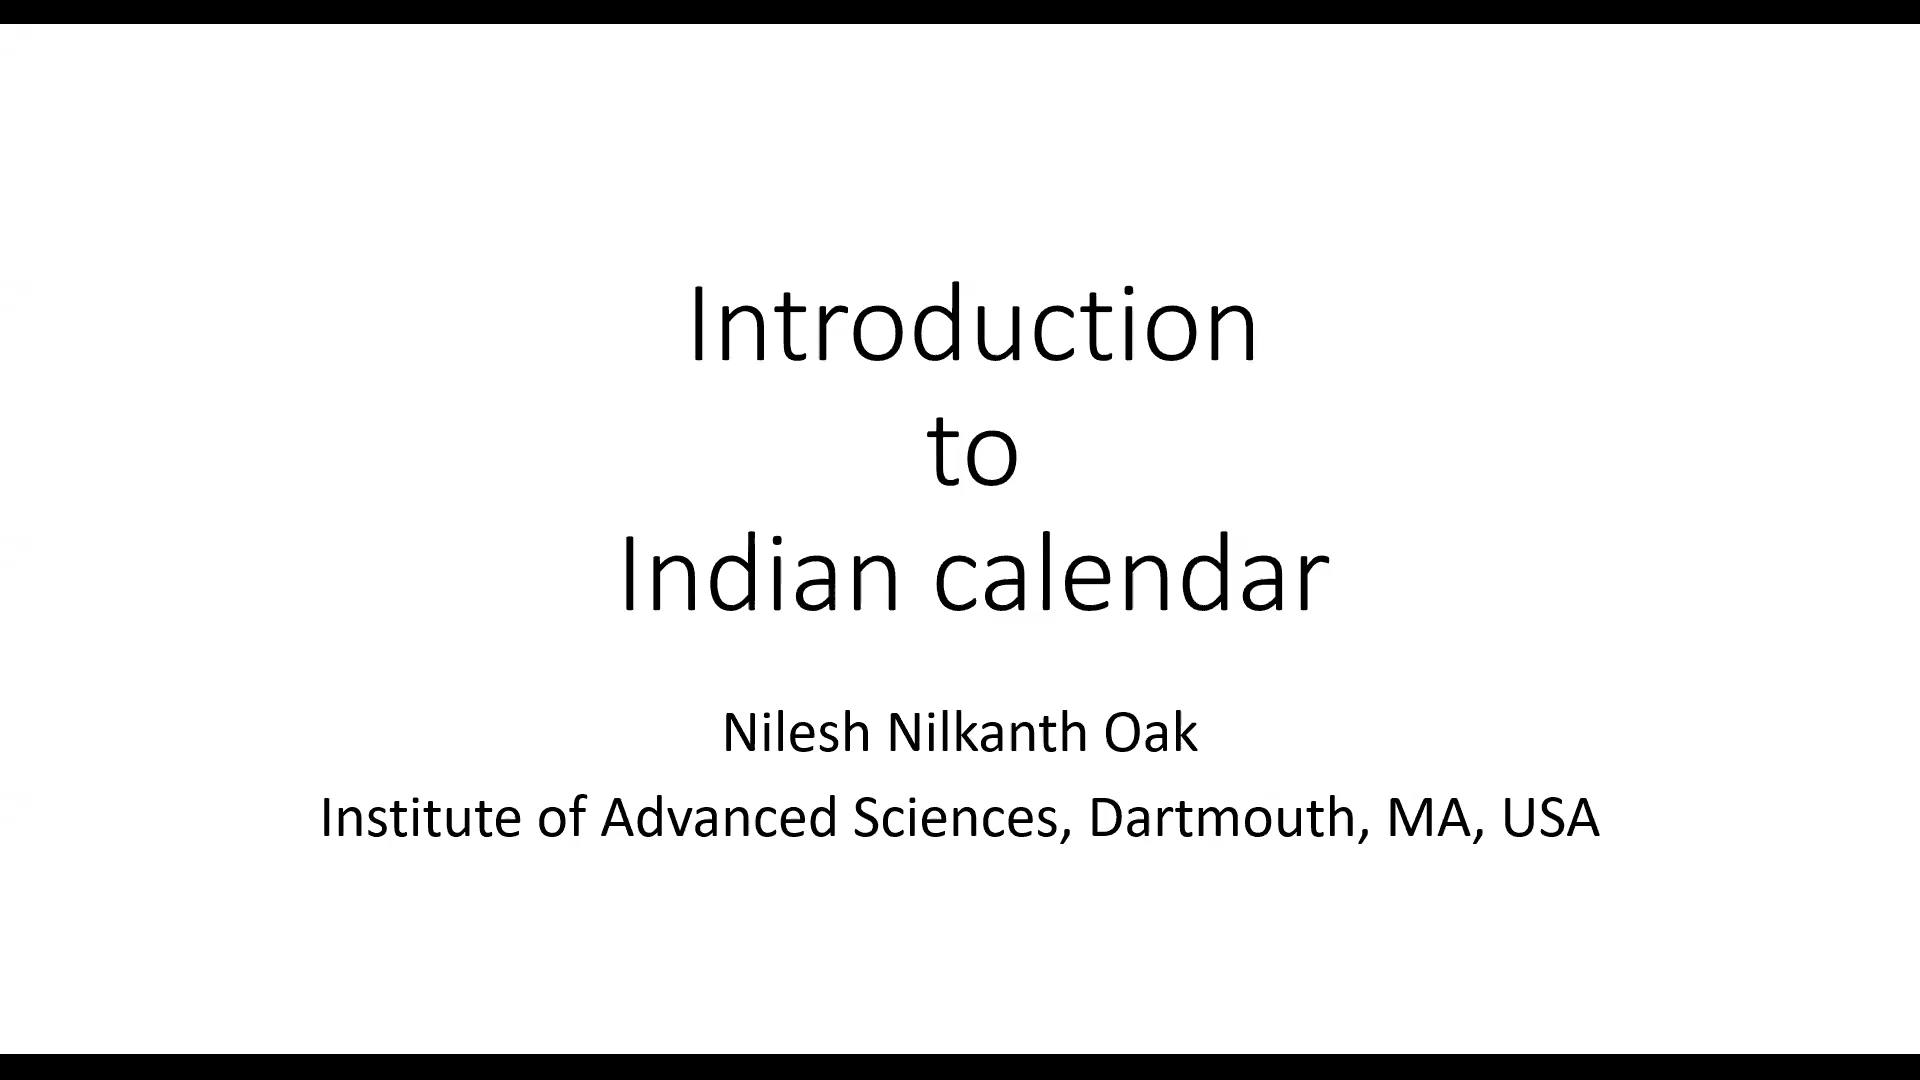 Introduction
to
Indian calendar
Nilesh Nilkanth Oak
Institute of Advanced Sciences, Dartmouth, MA, USA